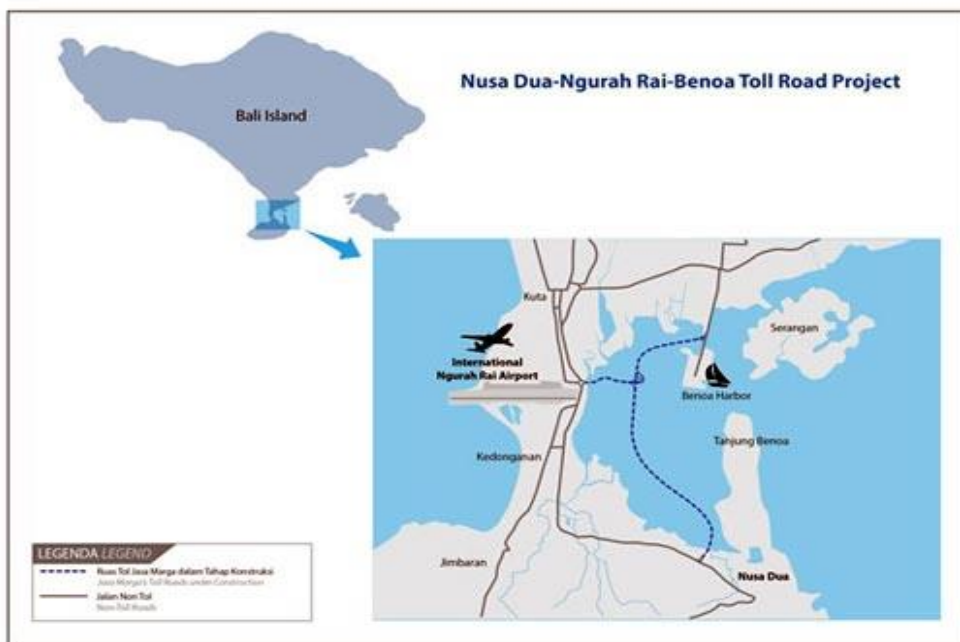 Nusa Dua-Ngurah Rai-Benoa Toll Road Project
Bali Island
Kuta
Serangan
International
Ngurah Rai Airport
Benoa Harbor
Tanjung Benoa
Kedonganan
Jimbaran
Nusa Dua
LEGENDA LEGEND
Ruas Tol Jasa Marga dalam Tahap Konstruksi
Jasa Marga's Toll Roads under Construction
Jalan Non Tol
Non-Toll Roads